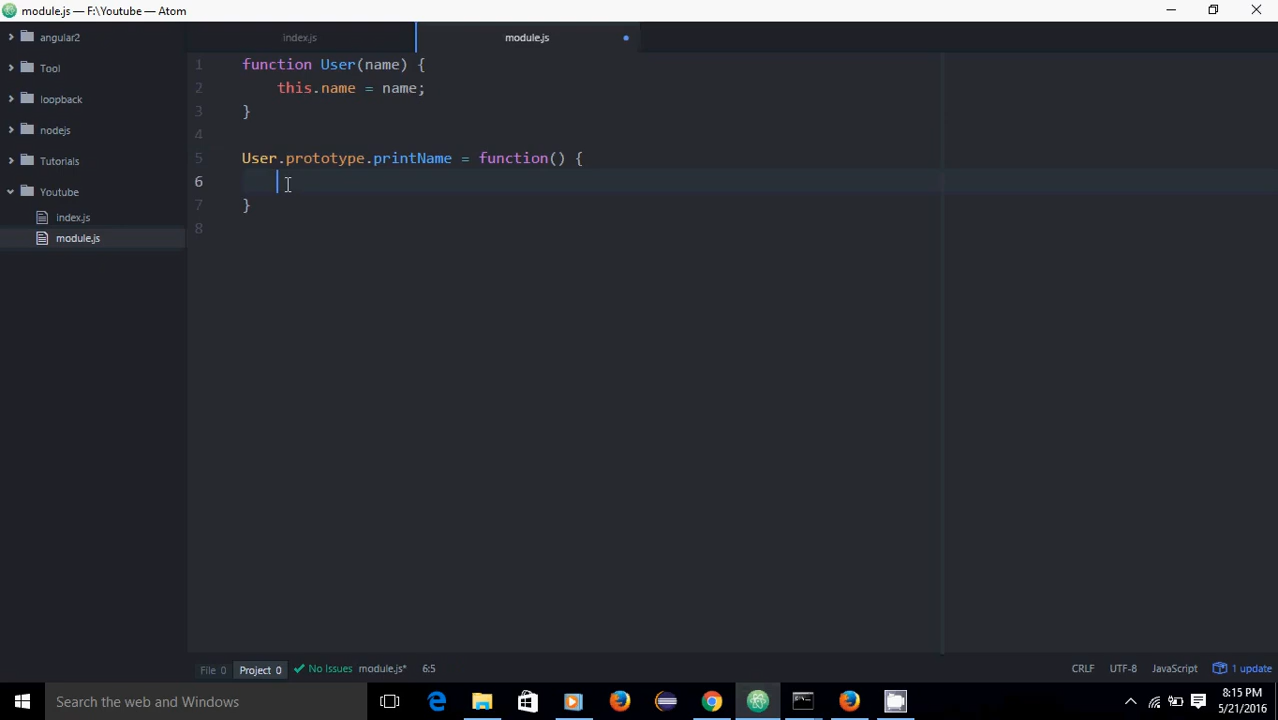 module.js — F:\Youtube — Atom
angular2
Tool
loopback
nodejs
Tutorials
Youtube
index.js
module.js
index.js
module.js
1 function User(name) {
2 this.name = name;
3 }
4
5 User.prototype.printName = function() {
6
7 }
8
File 0 Project 0 No Issues module.js* 6:5 CRLF UTF-8 JavaScript 1 update
Search the web and Windows
8:15 PM
5/21/2016